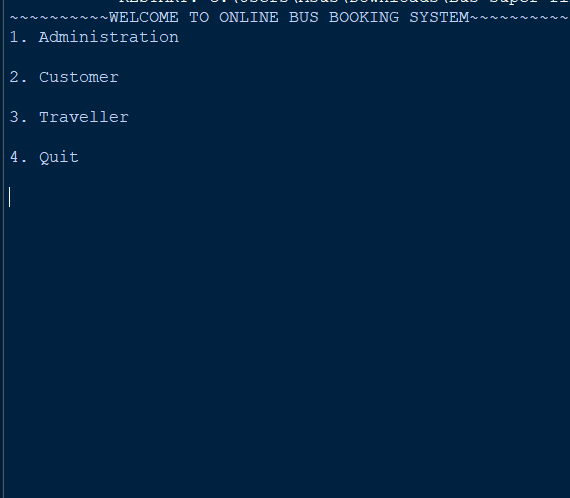 ~~~~~~~~~~WELCOME TO ONLINE BUS BOOKING SYSTEM~~~~~~~~~~
1. Administration
2. Customer
3. Traveller
4. Quit